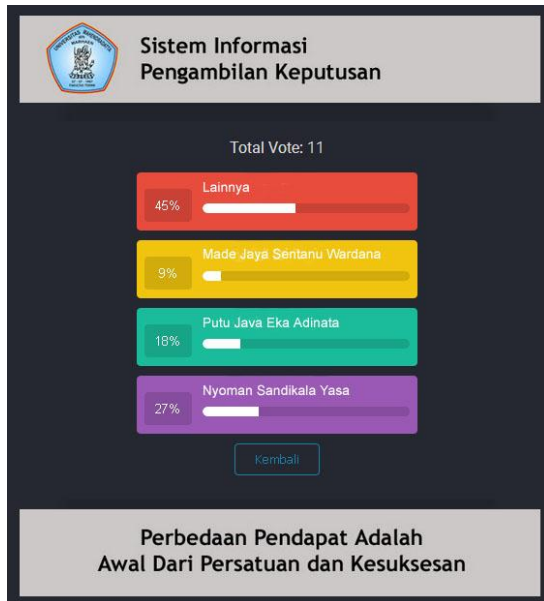 Sistem Informasi
Pengambilan Keputusan
Total Vote: 11
Lainnya
45%
Made Jaya Sentanu Wardana
9%
Putu Java Eka Adinata
18%
Nyoman Sandikala Yasa
27%
Kembali
Perbedaan Pendapat Adalah
Awal Dari Persatuan dan Kesuksesan